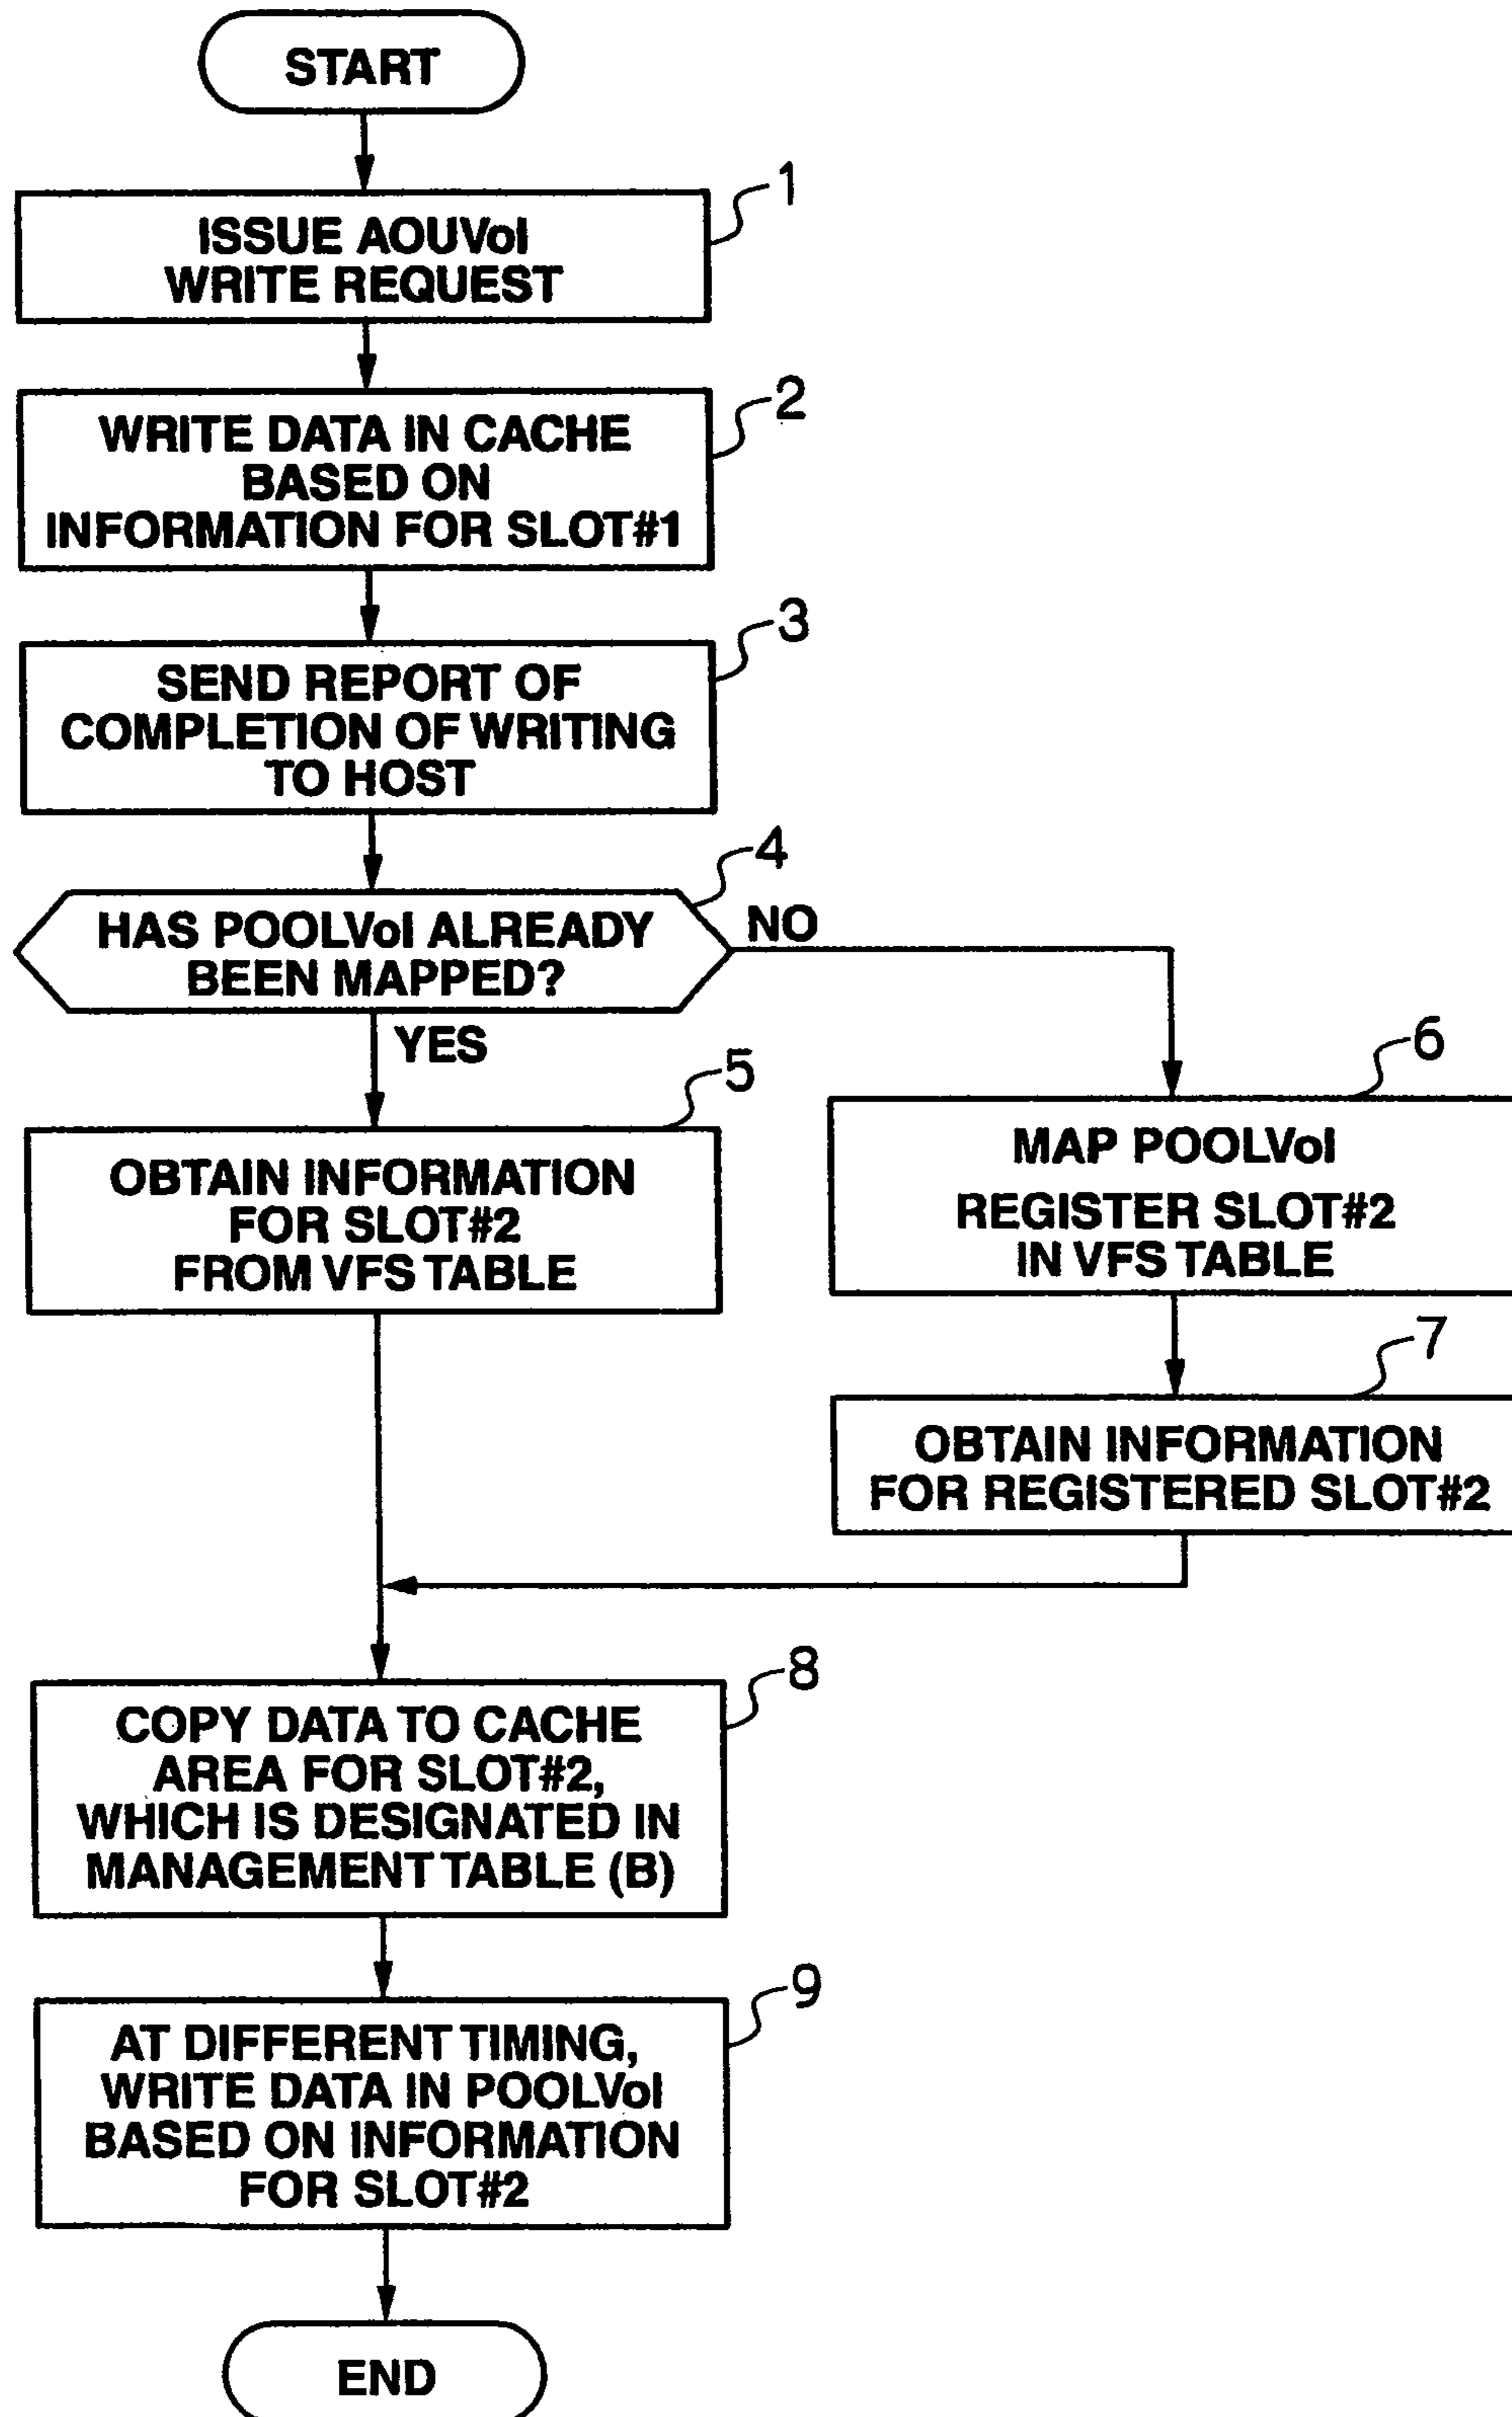 START
1
ISSUE AOUVol
WRITE REQUEST
2
WRITE DATA IN CACHE
BASED ON
INFORMATION FOR SLOT#1
3
SEND REPORT OF
COMPLETION OF WRITING
TO HOST
4
HAS POOLVol ALREADY
BEEN MAPPED?
NO
YES
5
OBTAIN INFORMATION
FOR SLOT#2
FROM VFS TABLE
6
MAP POOLVol
REGISTER SLOT#2
IN VFS TABLE
7
OBTAIN INFORMATION
FOR REGISTERED SLOT#2
8
COPY DATA TO CACHE
AREA FOR SLOT#2,
WHICH IS DESIGNATED IN
MANAGEMENT TABLE (B)
9
AT DIFFERENT TIMING,
WRITE DATA IN POOLVol
BASED ON INFORMATION
FOR SLOT#2
END